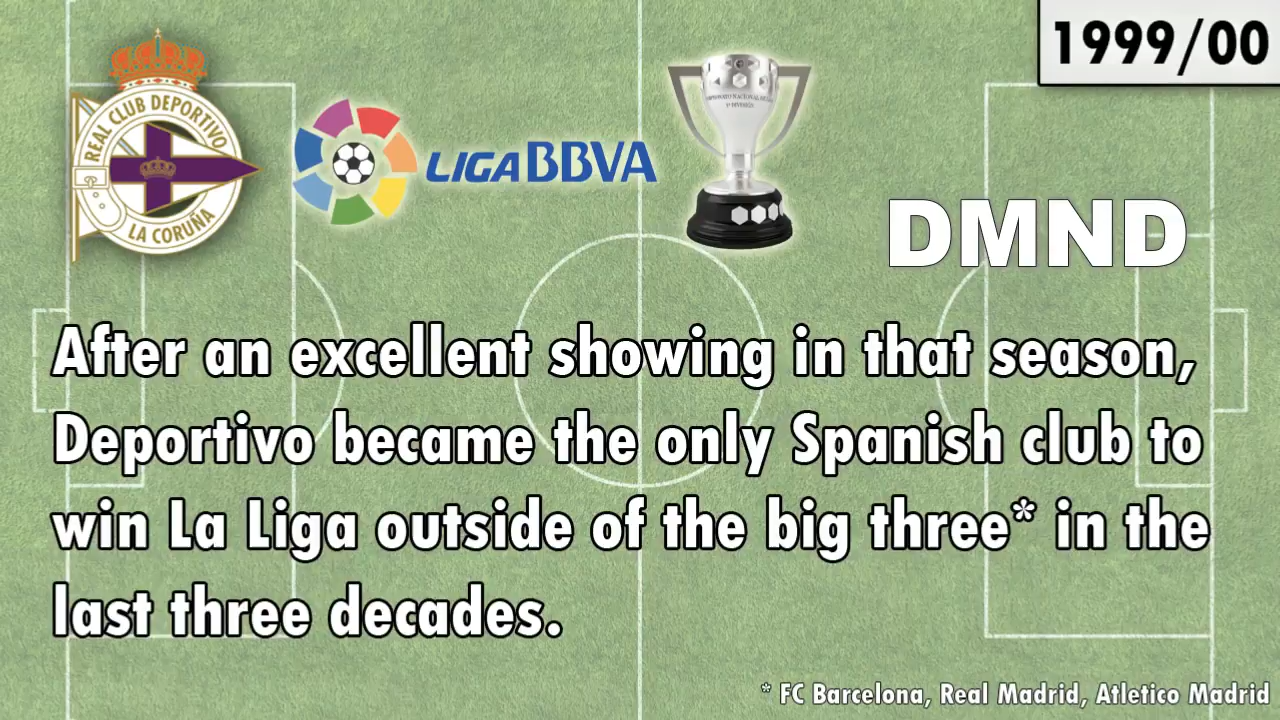 1999/00
REAL CLUB DEPORTIVO
LA CORUÑA
LIGA BBVA
DMND
After an excellent showing in that season,
Deportivo became the only Spanish club to
win La Liga outside of the big three* in the
last three decades.
* FC Barcelona, Real Madrid, Atletico Madrid